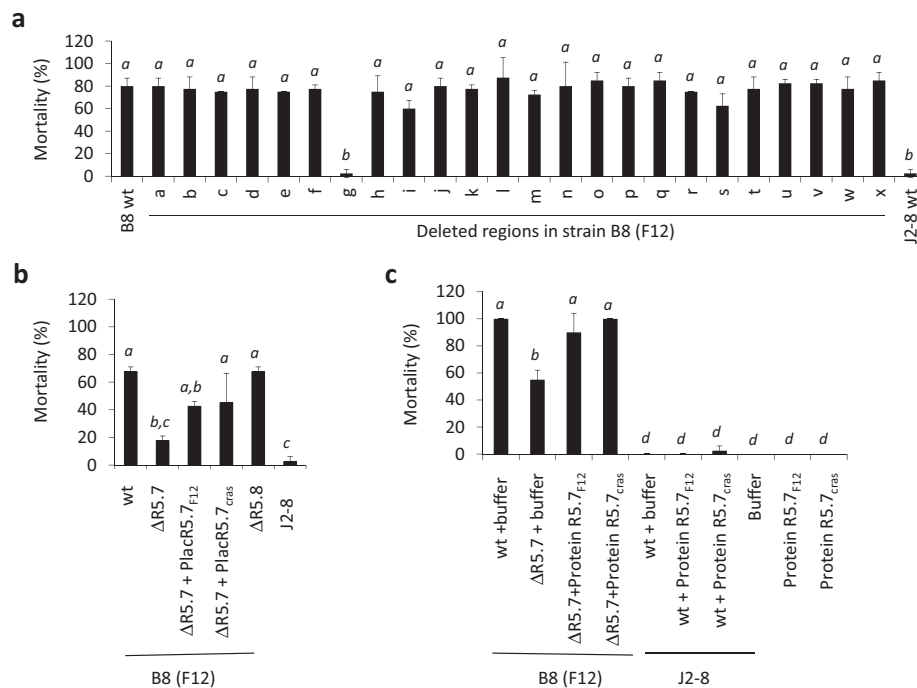 a
Mortality (%)
120
100
80
60
40
20
0
a a a a a a a b a a a a a a a a a a a a a a a a a b
B8 wt a b c d e f g h i j k l m n o p q r s t u v w x J2-8 wt
Deleted regions in strain B8 (F12)
b
Mortality (%)
120
100
80
60
40
20
0
a b,c a,b a a c
wt
ΔR5.7
ΔR5.7 + PlacR5.7F12
ΔR5.7 + PlacR5.7cras
ΔR5.8
J2-8
B8 (F12)
c
Mortality (%)
120
100
80
60
40
20
0
a b a a d d d d d d
wt +buffer
ΔR5.7 + buffer
ΔR5.7+Protein R5.7F12
ΔR5.7+Protein R5.7cras
wt + buffer
wt + Protein R5.7F12
wt + Protein R5.7cras
Buffer
Protein R5.7F12
Protein R5.7cras
B8 (F12)
J2-8